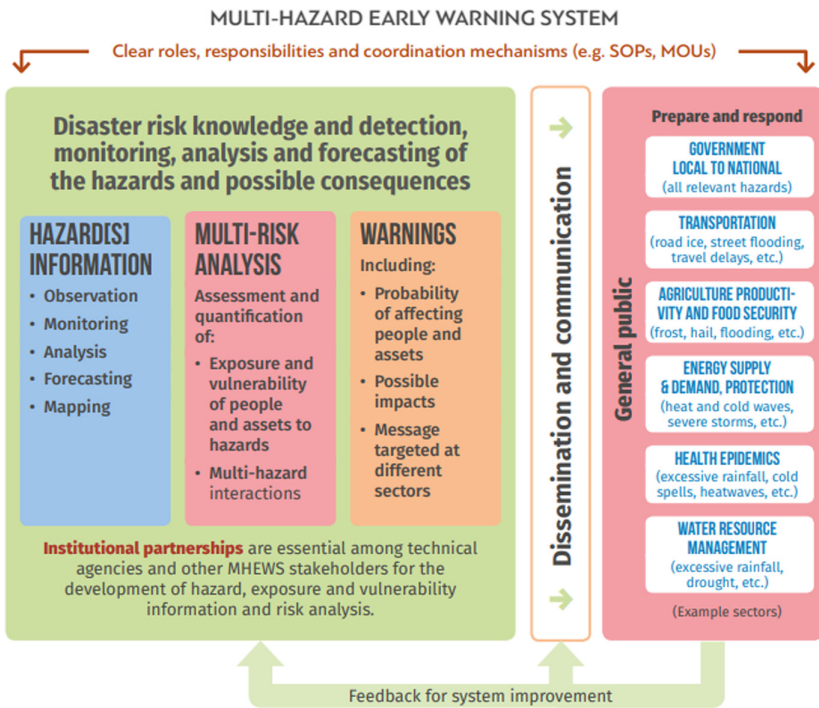 MULTI-HAZARD EARLY WARNING SYSTEM
Clear roles, responsibilities and coordination mechanisms (e.g. SOPs, MOUs)
Disaster risk knowledge and detection,
monitoring, analysis and forecasting of
the hazards and possible consequences
HAZARD[S]
INFORMATION
• Observation
• Monitoring
• Analysis
• Forecasting
• Mapping
MULTI-RISK
ANALYSIS
Assessment and
quantification
of:
• Exposure and
vulnerability
of people
and assets to
hazards
• Multi-hazard
interactions
WARNINGS
Including:
• Probability
of affecting
people and
assets
• Possible
impacts
• Message
targeted at
different
sectors
Institutional partnerships are essential among technical
agencies and other MHEWS stakeholders for the
development of hazard, exposure and vulnerability
information and risk analysis.
Dissemination and communication
General public
Prepare and respond
GOVERNMENT
LOCAL TO NATIONAL
(all relevant hazards)
TRANSPORTATION
(road ice, street flooding,
travel delays, etc.)
AGRICULTURE PRODUCTI-
VITY AND FOOD SECURITY
(frost, hail, flooding, etc.)
ENERGY SUPPLY
& DEMAND, PROTECTION
(heat and cold waves,
severe storms, etc.)
HEALTH EPIDEMICS
(excessive rainfall, cold
spells, heatwaves, etc.)
WATER RESOURCE
MANAGEMENT
(excessive rainfall,
drought, etc.)
(Example sectors)
Feedback for system improvement